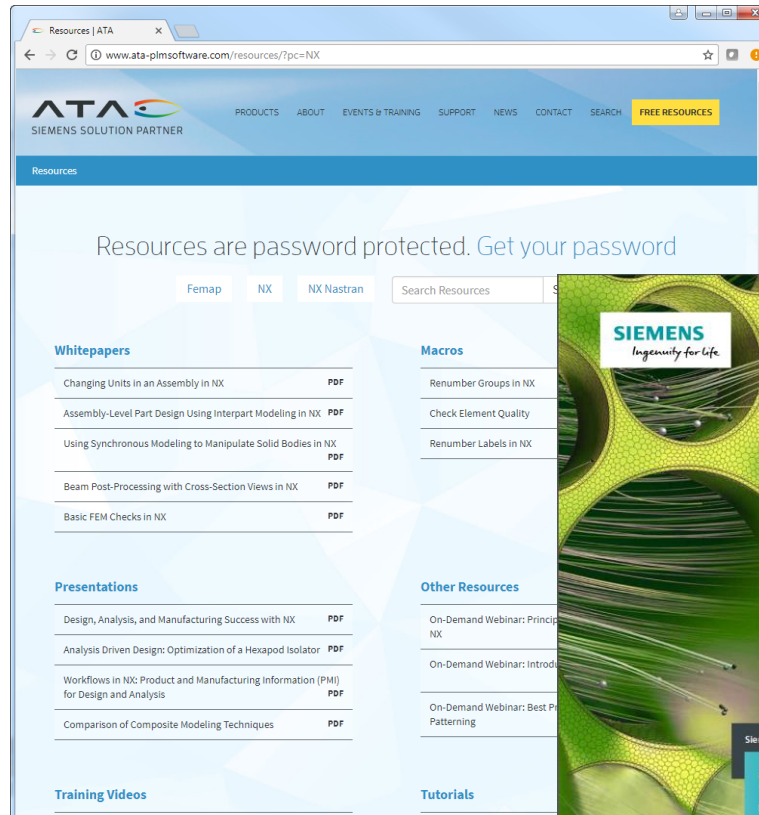 Resources | ATA
www.ata-plmsoftware.com/resources/?pc=NX
ATA
SIEMENS SOLUTION PARTNER
PRODUCTS ABOUT EVENTS & TRAINING SUPPORT NEWS CONTACT SEARCH FREE RESOURCES
Resources
Resources are password protected. Get your password
Femap NX NX Nastran Search Resources
SIEMENS
Ingenuity for life
Whitepapers
Changing Units in an Assembly in NX PDF
Assembly-Level Part Design Using Interpart Modeling in NX PDF
Using Synchronous Modeling to Manipulate Solid Bodies in NX
PDF
Beam Post-Processing with Cross-Section Views in NX PDF
Basic FEM Checks in NX PDF
Macros
Renumber Groups in NX
Check Element Quality
Renumber Labels in NX
Presentations
Design, Analysis, and Manufacturing Success with NX PDF
Analysis Driven Design: Optimization of a Hexapod Isolator PDF
Workflows in NX: Product and Manufacturing Information (PMI)
for Design and Analysis PDF
Comparison of Composite Modeling Techniques PDF
Other Resources
On-Demand Webinar: Princip
NX
On-Demand Webinar: Introdu
On-Demand Webinar: Best Pr
Patterning
Sie
Training Videos
Tutorials